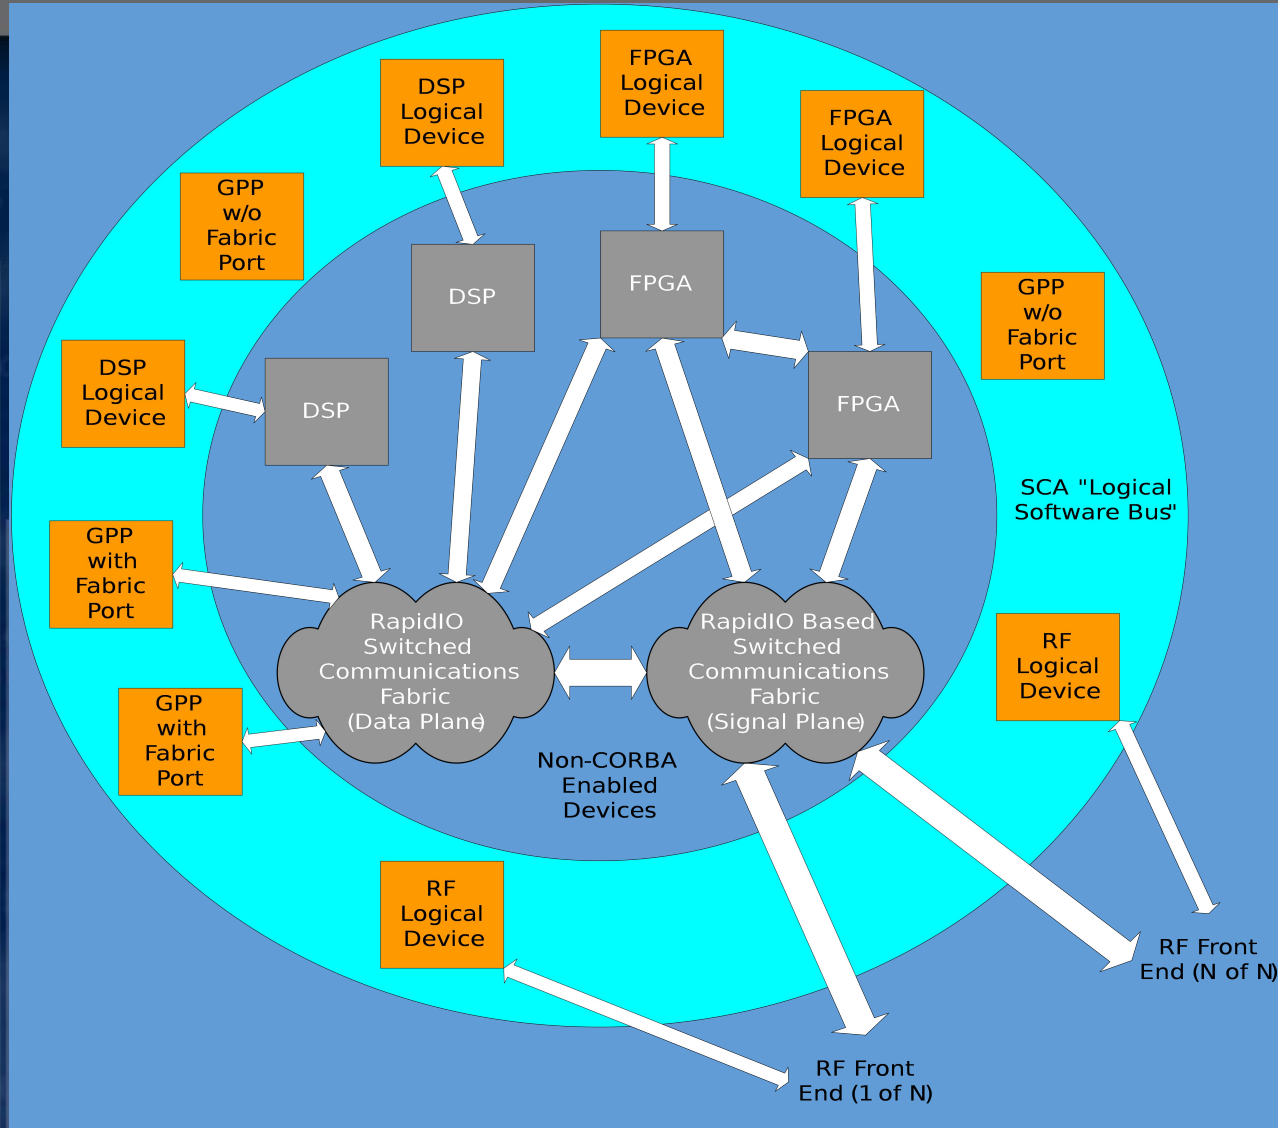 FPGA
Logical
Device
DSP
Logical
Device
FPGA
Logical
Device
GPP
w/o
Fabric
Port
DSP
FPGA
GPP
w/o
Fabric
Port
DSP
Logical
Device
DSP
FPGA
SCA "Logical
Software Bus"
GPP
with
Fabric
Port
RapidIO
Switched
Communications
Fabric
(Data Plane)
RapidIO Based
Switched
Communications
Fabric
(Signal Plane)
RF
Logical
Device
GPP
with
Fabric
Port
Non-CORBA
Enabled
Devices
RF
Logical
Device
RF Front
End (N of N)
RF Front
End (1 of N)